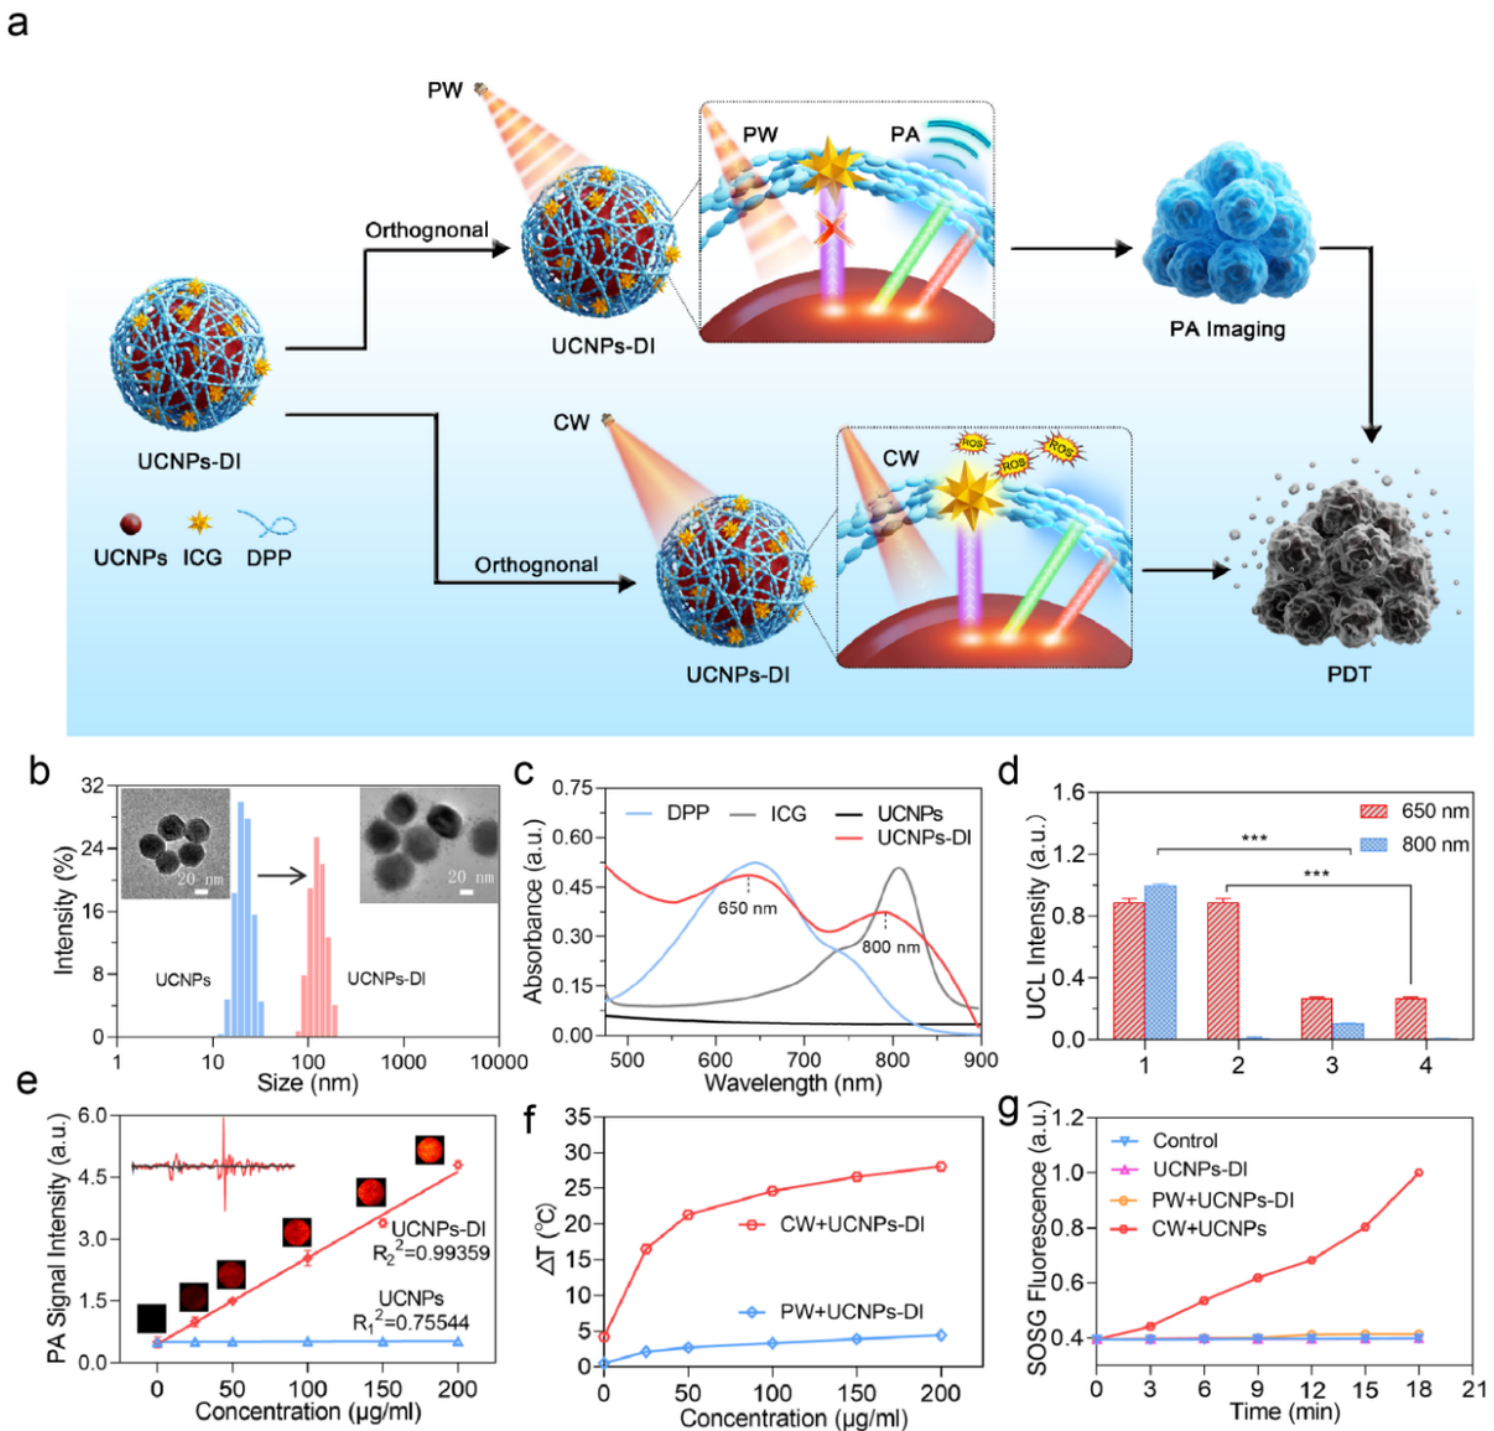 a
PW
PW
PA
Orthognonal
UCNPs-DI
PA Imaging
CW
CW
ROS
ROS
ROS
UCNPs-DI
UCNPs
ICG
DPP
Orthognonal
UCNPs-DI
PDT
b
32
24
16
8
0
Intensity (%)
20 nm
20 nm
UCNPs
UCNPs-DI
1
10
100
1000
10000
Size (nm)
c
0.75
0.60
0.45
0.30
0.15
0.00
Absorbance (a.u.)
DPP
ICG
UCNPs
UCNPs-DI
650 nm
800 nm
500
600
700
800
900
Wavelength (nm)
d
1.6
1.2
0.8
0.4
0.0
UCL Intensity (a.u.)
650 nm
800 nm
***
***
1
2
3
4
e
6.0
4.5
3.0
1.5
0.0
PA Signal Intensity (a.u.)
UCNPs-DI
R₂²=0.99359
UCNPs
R₁²=0.75544
0
50
100
150
200
Concentration (μg/ml)
f
35
30
25
20
15
10
5
0
ΔT (°C)
CW+UCNPs-DI
PW+UCNPs-DI
0
50
100
150
200
Concentration (μg/ml)
g
1.2
1.0
0.8
0.6
0.4
SOSG Fluorescence (a.u.)
Control
UCNPs-DI
PW+UCNPs-DI
CW+UCNPs
0
3
6
9
12
15
18
21
Time (min)